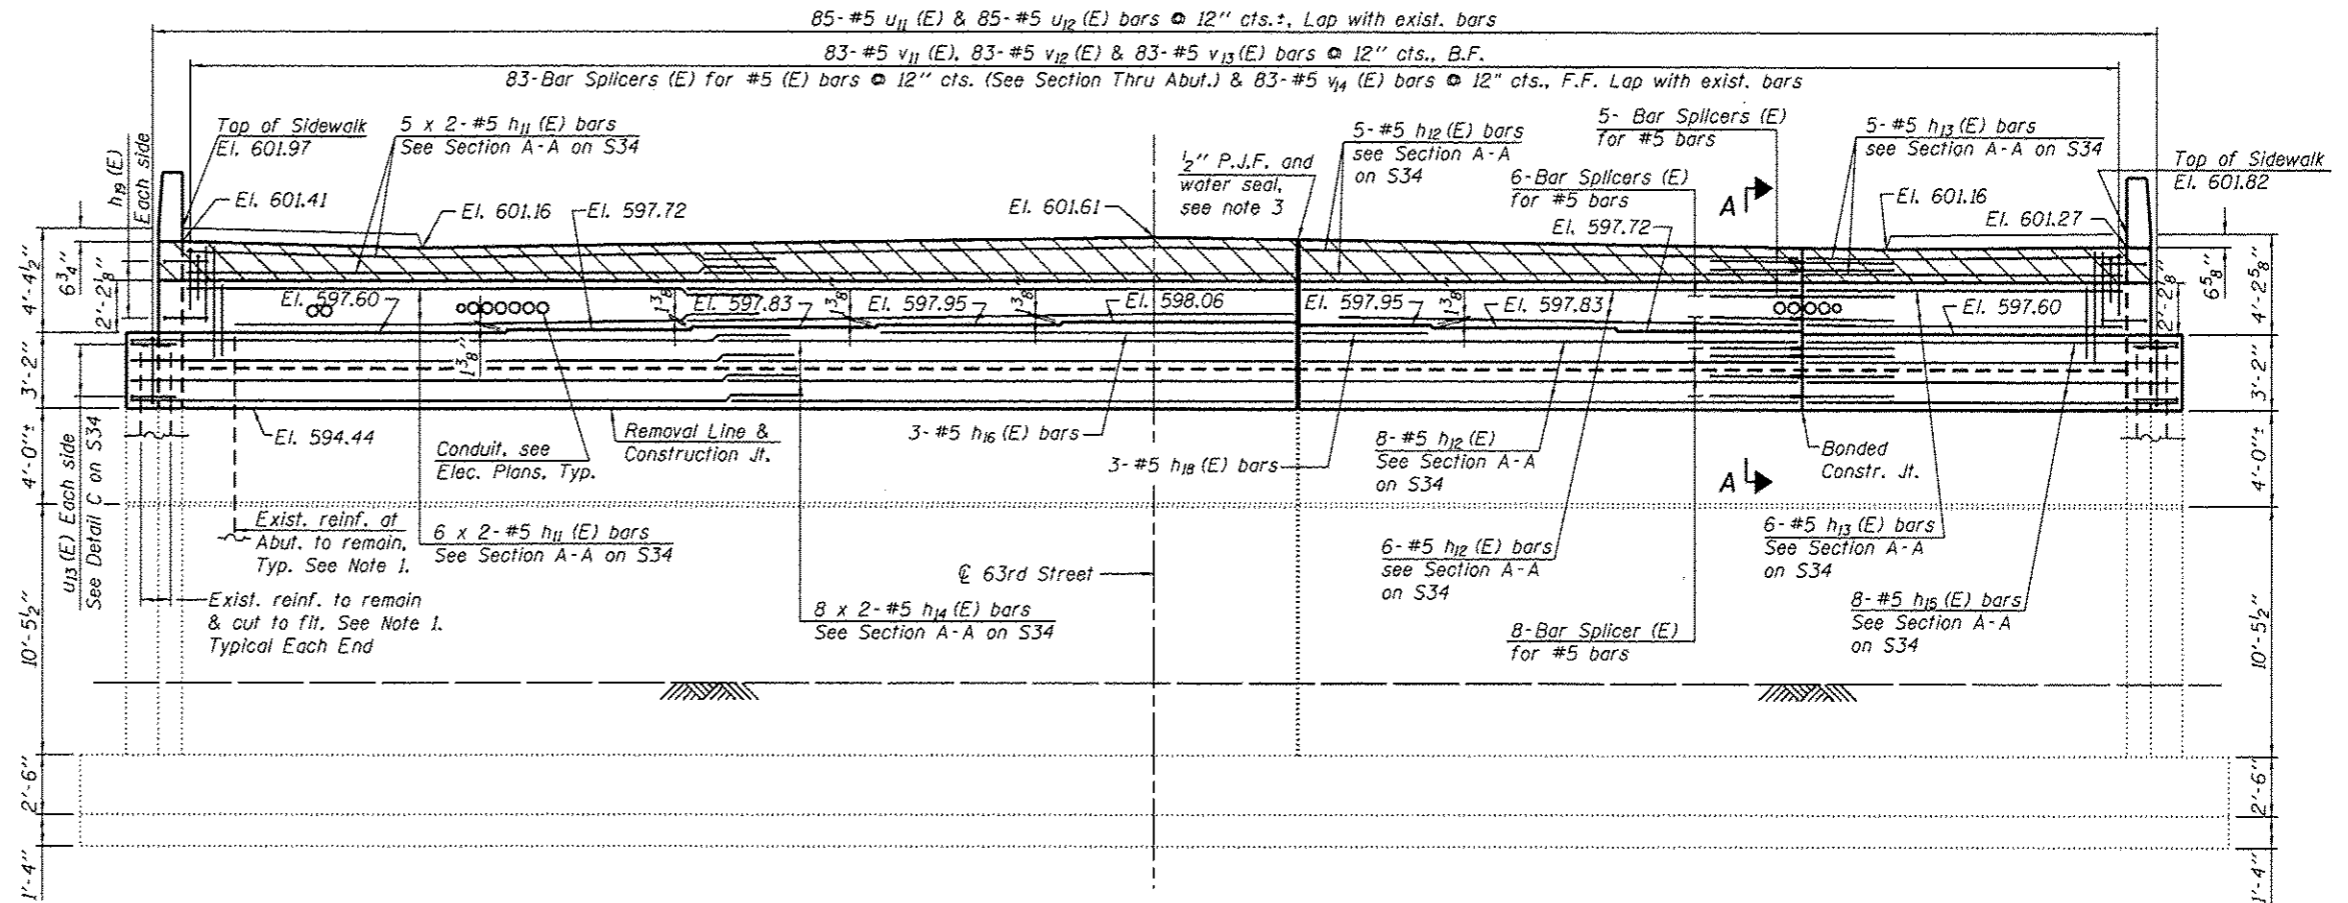 85-#5 u11 (E) & 85-#5 u12 (E) bars @ 12" cts.±, Lap with exist. bars
83-#5 v11 (E), 83-#5 v12 (E) & 83-#5 v13 (E) bars @ 12" cts., B.F.
83-Bar Splicers (E) for #5 (E) bars @ 12" cts. (See Section Thru Abut.) & 83-#5 v14 (E) bars @ 12" cts., F.F. Lap with exist. bars
h19 (E)
Each side
Top of Sidewalk
El. 601.97
5 x 2-#5 h11 (E) bars
See Section A-A on S34
1/2" P.J.F. and
water seal,
see note 3
5-#5 h12 (E) bars
see Section A-A
on S34
5- Bar Splicers (E)
for #5 bars
6-Bar Splicers (E)
for #5 bars
5-#5 h13 (E) bars
see Section A-A on S34
Top of Sidewalk
El. 601.82
A
El. 601.41
El. 601.16
El. 597.72
El. 601.61
El. 597.72
El. 601.16
El. 601.27
4'-4 1/2"
6 3/4"
2'-2 1/8"
3'-2"
4'-0"±
10'-5 1/2"
2'-6"
1'-4"
El. 597.60
El. 597.83
El. 597.95
El. 598.06
El. 597.95
El. 597.83
El. 597.60
1 3/8"
1 3/8"
1 3/8"
1 3/8"
1 3/8"
6 5/8"
4'-2 5/8"
2'-2 5/8"
3'-2"
4'-0"±
10'-5 1/2"
2'-6"
1'-4"
El. 594.44
Conduit, see
Elec. Plans, Typ.
Removal Line &
Construction Jt.
3-#5 h16 (E) bars
3-#5 h18 (E) bars
8-#5 h12 (E)
See Section A-A
on S34
Bonded
Constr. Jt.
A
u13 (E) Each side
See Detail C on S34
Exist. reinf. at
Abut. to remain,
Typ. See Note 1.
6 x 2-#5 h11 (E) bars
See Section A-A on S34
Exist. reinf. to remain
& cut to fit. See Note 1.
Typical Each End
8 x 2-#5 h14 (E) bars
See Section A-A on S34
℄ 63rd Street
6-#5 h12 (E) bars
see Section A-A
on S34
8-Bar Splicer (E)
for #5 bars
6-#5 h13 (E) bars
See Section A-A
on S34
8-#5 h15 (E) bars
See Section A-A
on S34